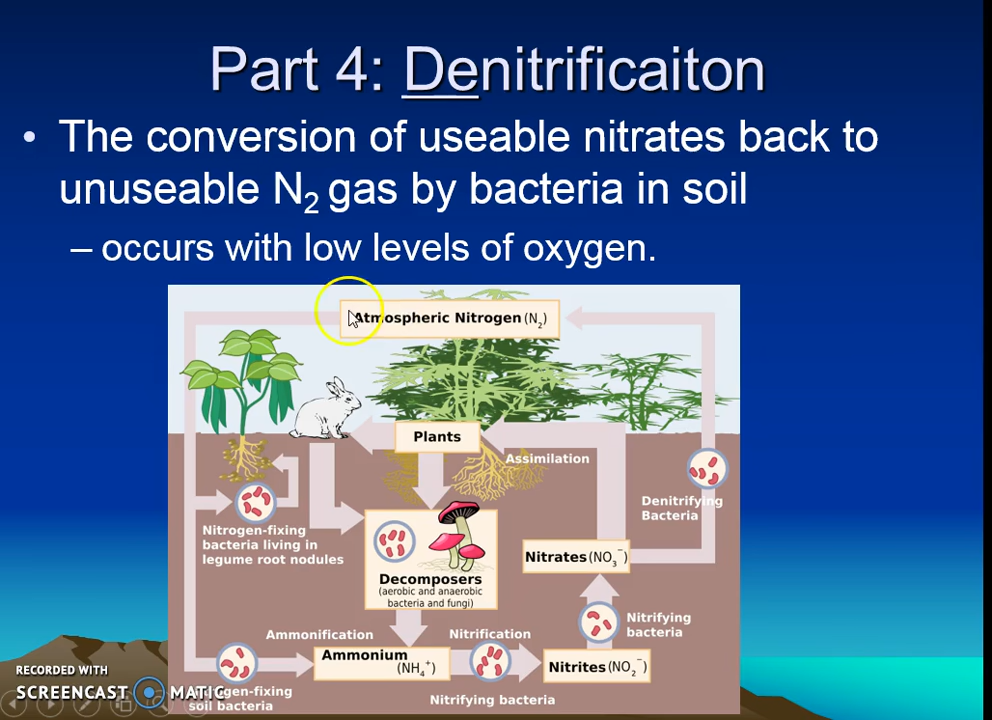 Part 4: Denitrificaiton
• The conversion of useable nitrates back to
unuseable N₂ gas by bacteria in soil
– occurs with low levels of oxygen.
Atmospheric Nitrogen (N₂)
Plants
Assimilation
Denitrifying
Bacteria
Nitrogen-fixing
bacteria living in
legume root nodules
Decomposers
(aerobic and anaerobic
bacteria and fungi)
Nitrates (NO₃⁻)
Nitrifying
bacteria
Ammonification
Nitrification
Ammonium
(NH₄⁺)
Nitrites (NO₂⁻)
Nitrifying bacteria
soil bacteria
RECORDED WITH
SCREENCAST MATIC